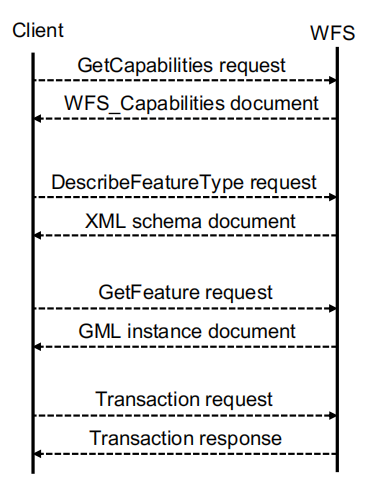 Client
WFS
GetCapabilities request
WFS_Capabilities document
DescribeFeatureType request
XML schema document
GetFeature request
GML instance document
Transaction request
Transaction response